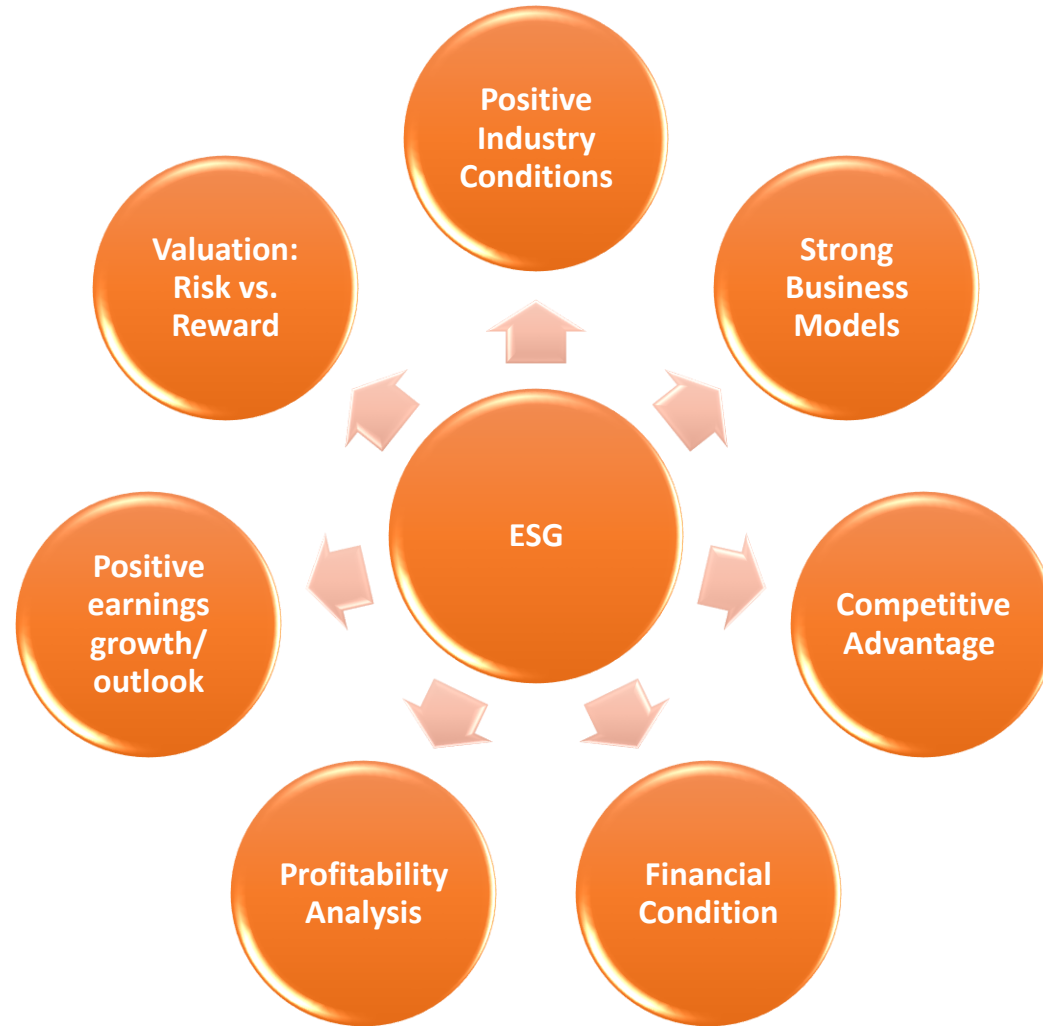 Positive
Industry
Conditions
Strong
Business
Models
Competitive
Advantage
Financial
Condition
Profitability
Analysis
Positive
earnings
growth/
outlook
Valuation:
Risk vs.
Reward
ESG